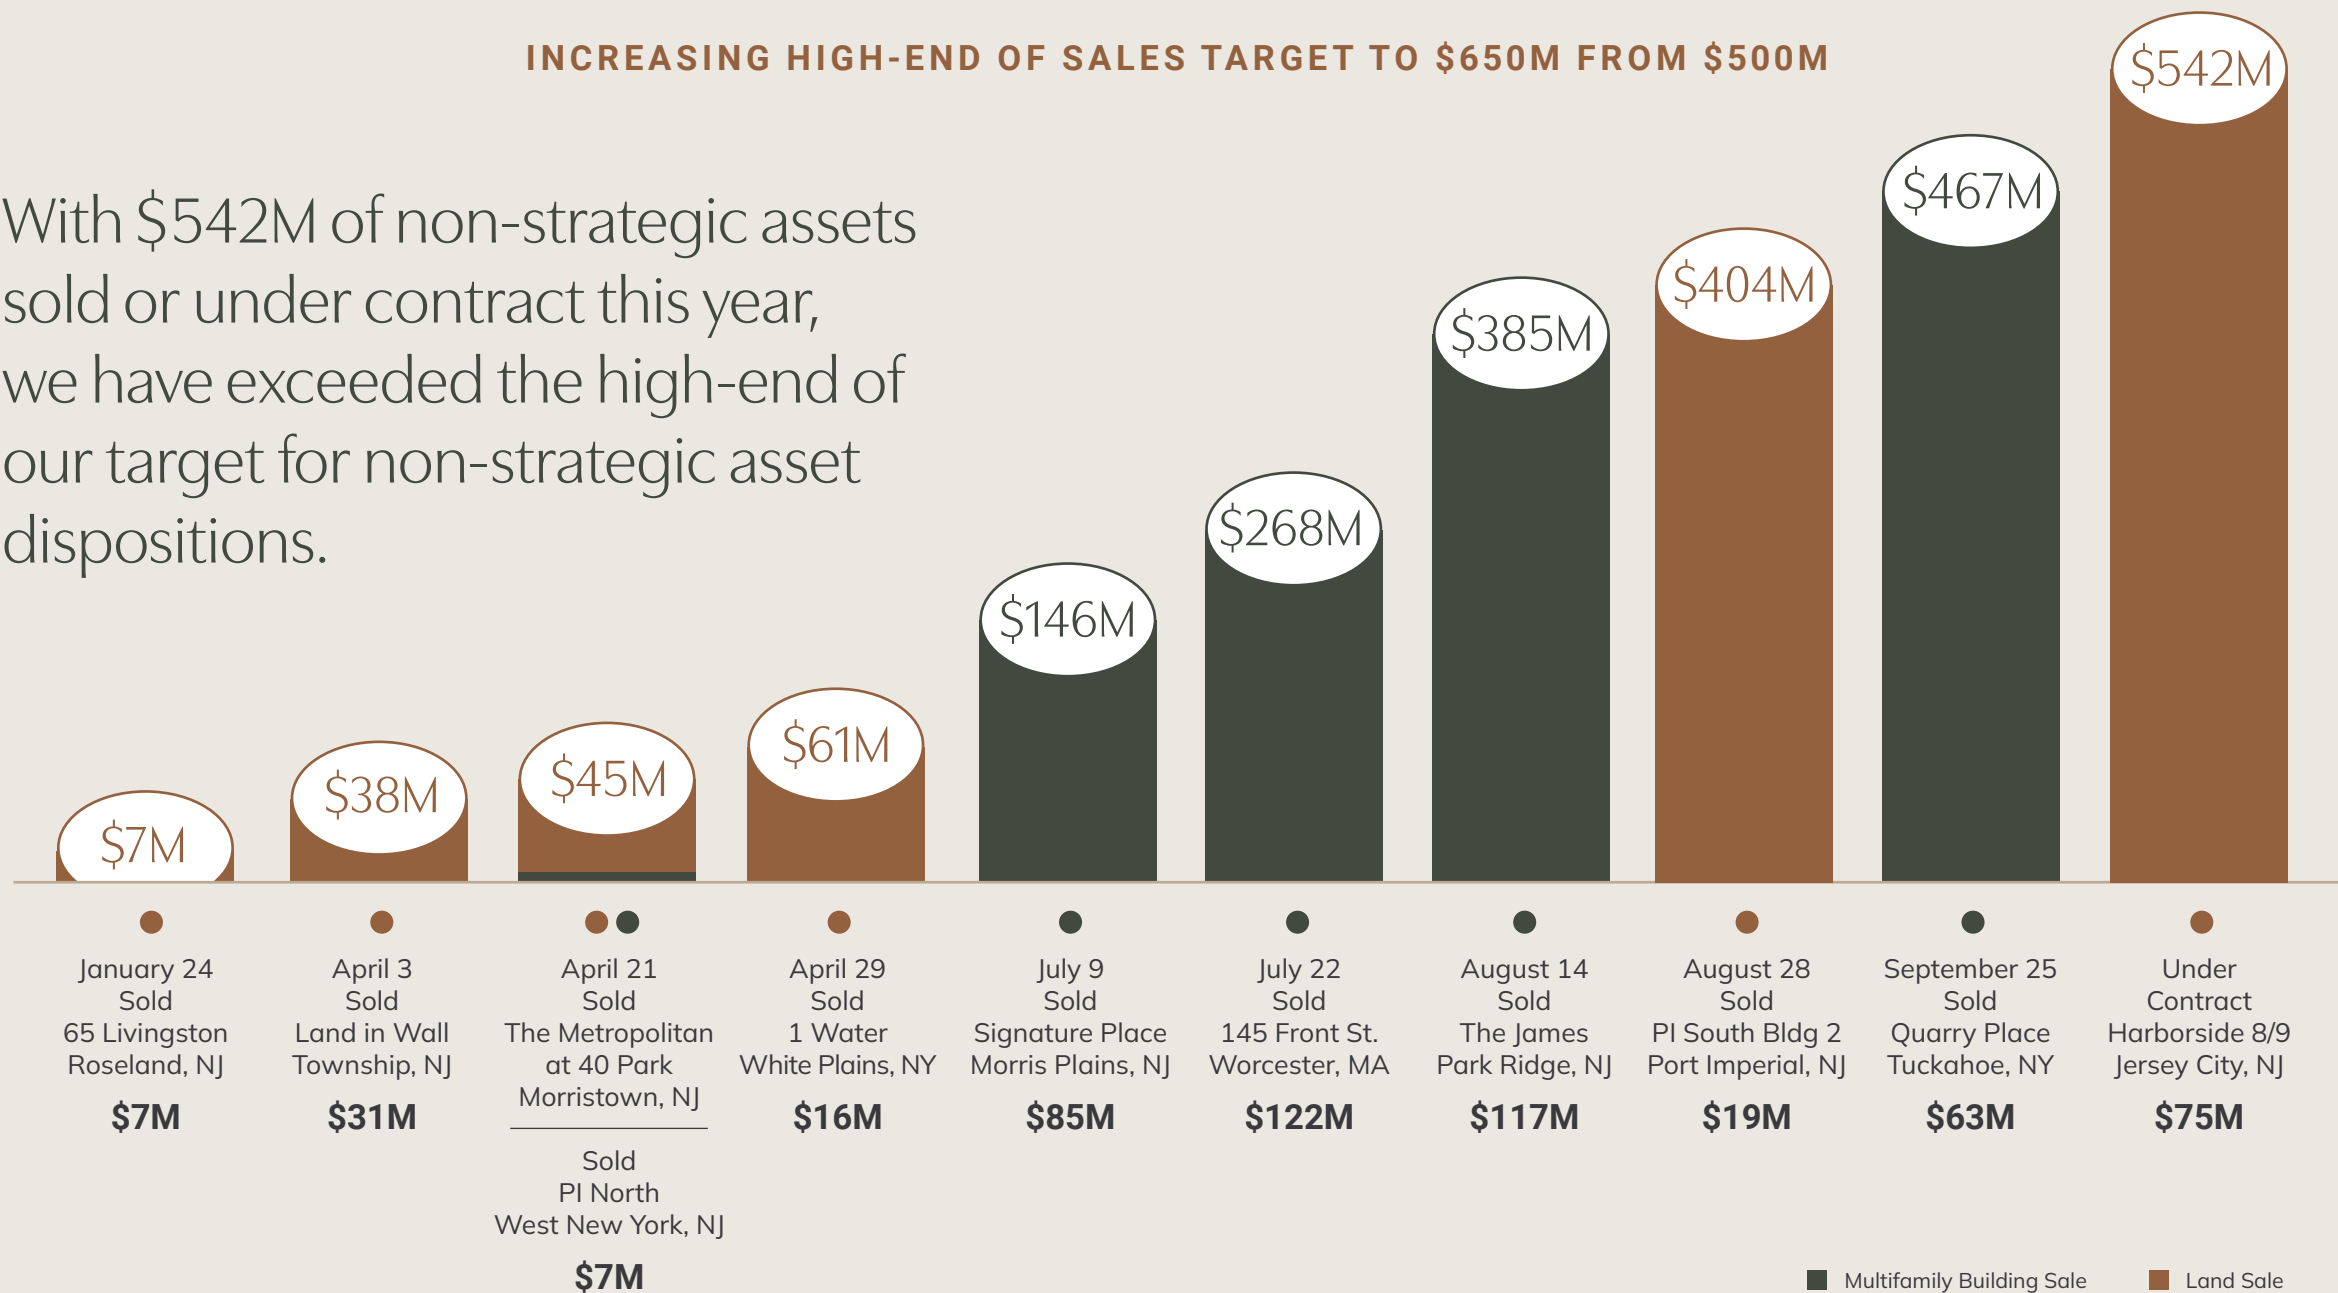 INCREASING HIGH-END OF SALES TARGET TO $650M FROM $500M
With $542M of non-strategic assets
sold or under contract this year,
we have exceeded the high-end of
our target for non-strategic asset
dispositions.
$7M
$38M
$45M
$61M
$146M
$268M
$385M
$404M
$467M
$542M
January 24
Sold
65 Livingston
Roseland, NJ
$7M
April 3
Sold
Land in Wall
Township, NJ
$31M
April 21
Sold
The Metropolitan
at 40 Park
Morristown, NJ
Sold
PI North
West New York, NJ
$7M
April 29
Sold
1 Water
White Plains, NY
$16M
July 9
Sold
Signature Place
Morris Plains, NJ
$85M
July 22
Sold
145 Front St.
Worcester, MA
$122M
August 14
Sold
The James
Park Ridge, NJ
$117M
August 28
Sold
PI South Bldg 2
Port Imperial, NJ
$19M
September 25
Sold
Quarry Place
Tuckahoe, NY
$63M
Under
Contract
Harborside 8/9
Jersey City, NJ
$75M
Multifamily Building Sale
Land Sale